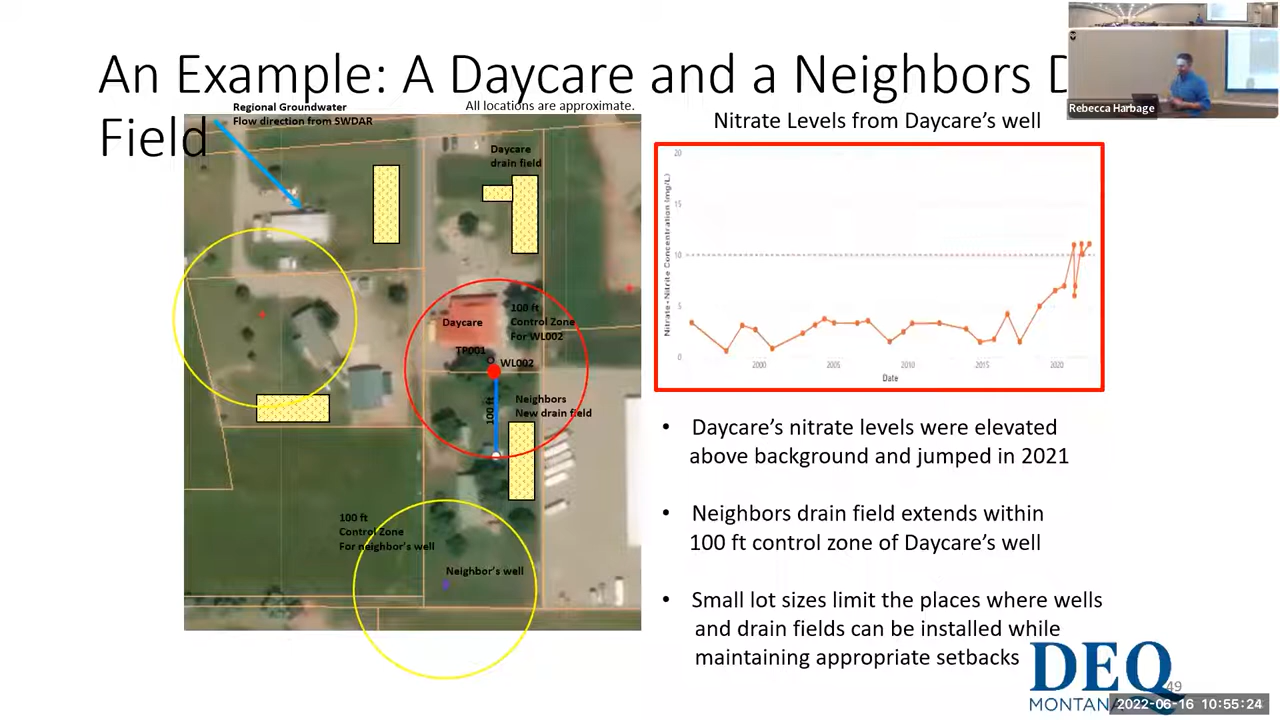 An Example: A Daycare and a Neighbors D
Field
Rebecca Harbage
Regional Groundwater
Flow direction from SWDAR
All locations are approximate.
Daycare
drain field
100 ft
Control Zone
For WL002
Daycare
TP001
WL002
100 ft
Neighbors
New drain field
100 ft
Control Zone
For neighbor's well
Neighbor's well
Nitrate Levels from Daycare's well
Nitrate+Nitrite Concentration (mg/L)
20
15
10
5
0
2000
2005
2010
2015
2020
Date
• Daycare's nitrate levels were elevated
above background and jumped in 2021
• Neighbors drain field extends within
100 ft control zone of Daycare's well
• Small lot sizes limit the places where wells
and drain fields can be installed while
maintaining appropriate setbacks
DEQ
49
2022-06-16 10:55:24